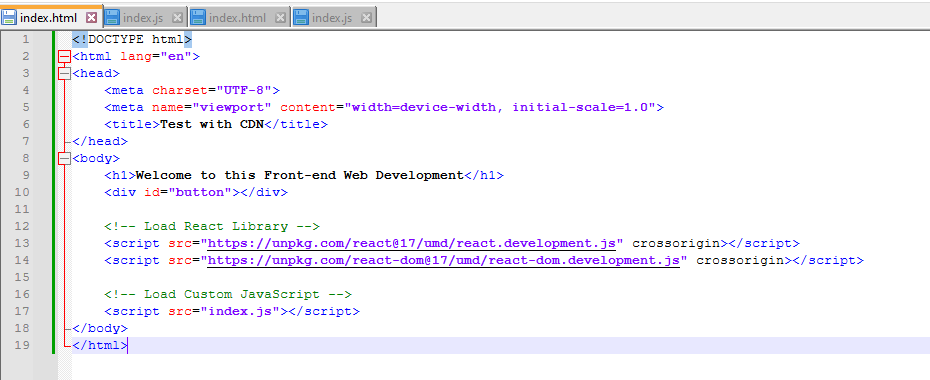 index.html index.js index.html index.js
1 <!DOCTYPE html>
2 <html lang="en">
3 <head>
4     <meta charset="UTF-8">
5     <meta name="viewport" content="width=device-width, initial-scale=1.0">
6     <title>Test with CDN</title>
7 </head>
8 <body>
9     <h1>Welcome to this Front-end Web Development</h1>
10     <div id="button"></div>
11
12     <!-- Load React Library -->
13     <script src="https://unpkg.com/react@17/umd/react.development.js" crossorigin></script>
14     <script src="https://unpkg.com/react-dom@17/umd/react-dom.development.js" crossorigin></script>
15
16     <!-- Load Custom JavaScript -->
17     <script src="index.js"></script>
18 </body>
19 </html>